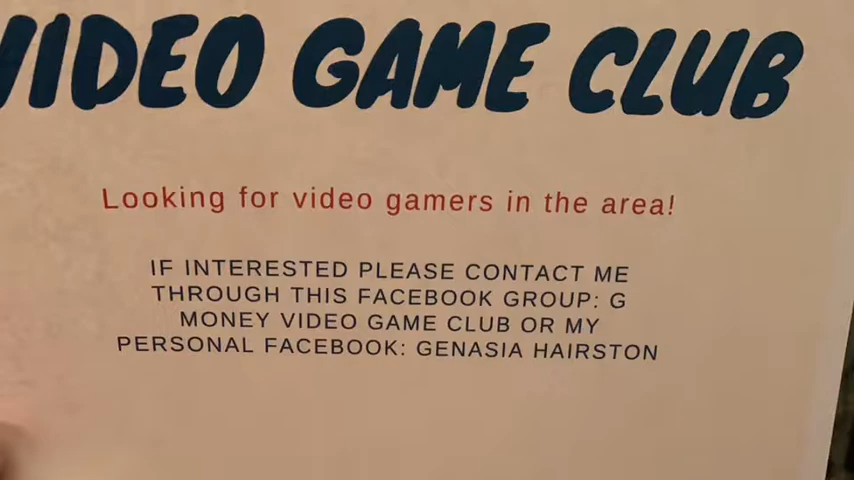 VIDEO GAME CLUB
Looking for video gamers in the area!
IF INTERESTED PLEASE CONTACT ME
THROUGH THIS FACEBOOK GROUP: G
MONEY VIDEO GAME CLUB OR MY
PERSONAL FACEBOOK: GENASIA HAIRSTON